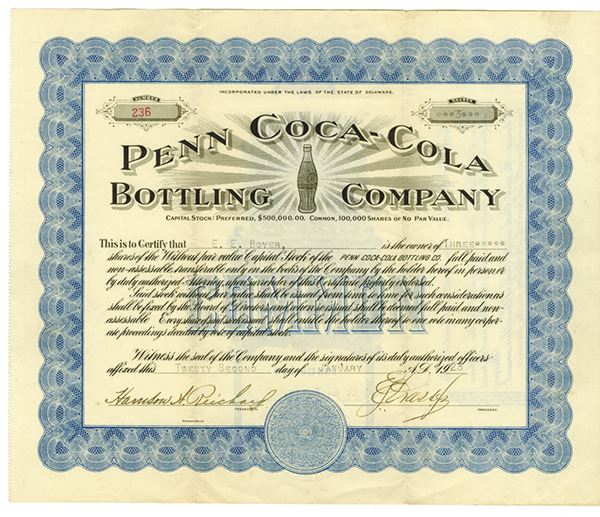 INCORPORATED UNDER THE LAWS OF THE STATE OF DELAWARE.
NUMBER
236
SHARES
***3***
PENN COCA-COLA
BOTTLING COMPANY
CAPITAL STOCK: PREFERRED, $500,000.00. COMMON, 100,000 SHARES OF NO PAR VALUE.
This is to Certify that E. E. BOYER, is the owner of THREE*****
shares of the Without par value Capital Stock of the PENN COCA-COLA BOTTLING CO. full paid and
non-assessable, transferable only on the books of the Company by the holder hereof in person or
by duly authorized Attorney, upon surrender of this Certificate properly endorsed.
Said stock without par value shall be issued from time to time for such consideration as
shall be fixed by the Board of Directors and when so issued shall be deemed full paid and non-
assessable. Every share of said stock issued shall entitle the holder thereof to one vote in any corpor-
ate proceedings decided by vote of capital stock.
COMMON
Witness the seal of the Company and the signatures of its duly authorized officers
affixed this TWENTY SECOND day of JANUARY A.D. 1923
Harrison H.
TREASURER.
PRESIDENT.